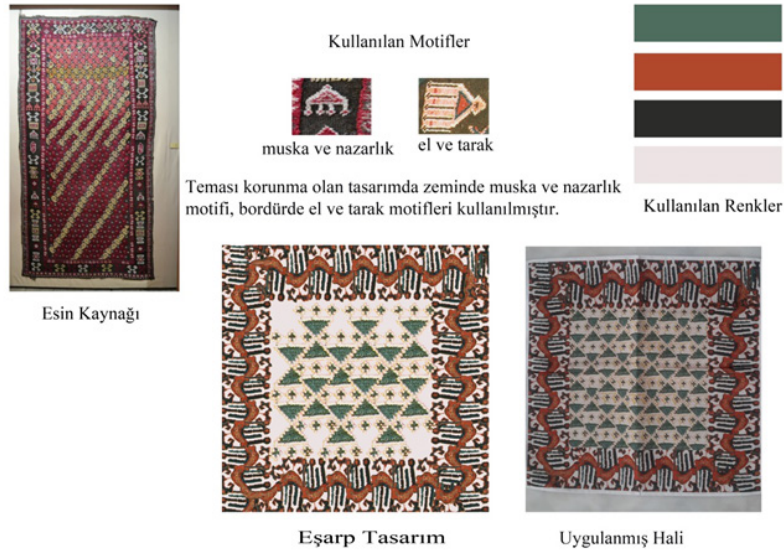 Kullanılan Motifler
muska ve nazarlık
el ve tarak
Teması korunma olan tasarımda zeminde muska ve nazarlık
motifi, bordürde el ve tarak motifleri kullanılmıştır.
Kullanılan Renkler
Esin Kaynağı
Eşarp Tasarım
Uygulanmış Hali